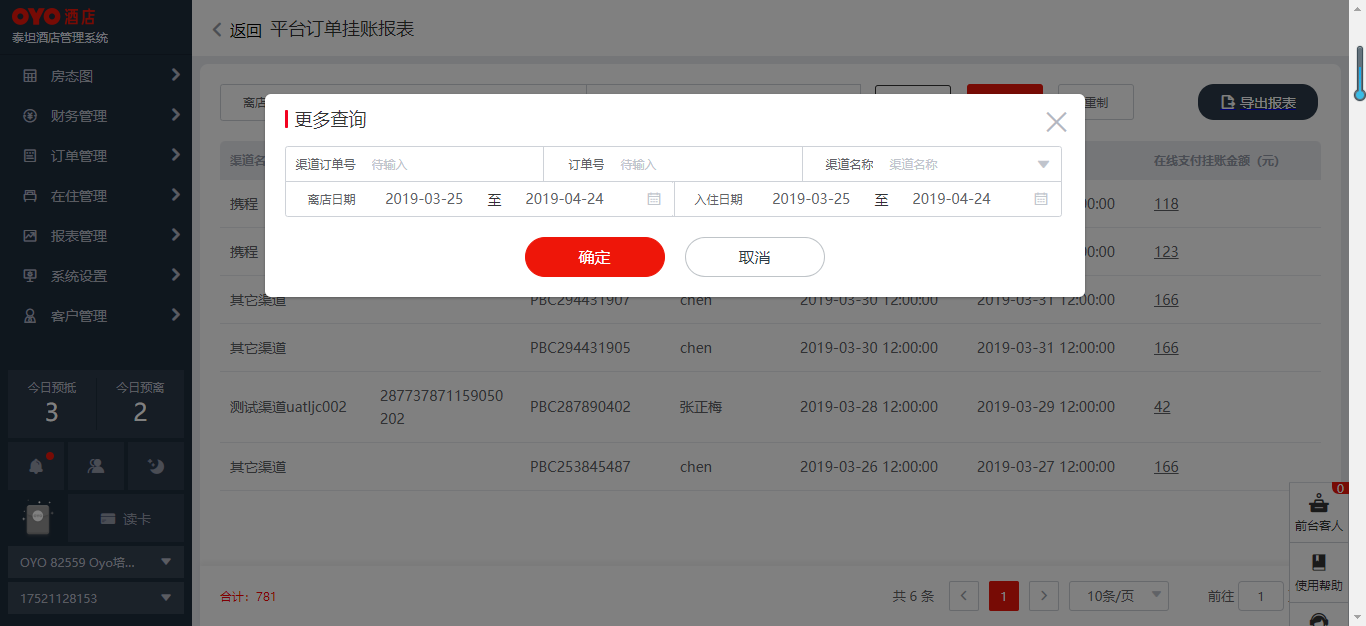 OYO 酒店
泰坦酒店管理系统
房态图
财务管理
订单管理
在住管理
报表管理
系统设置
客户管理
今日预抵 今日预离
3 2
读卡
OYO 82559 Oyo培...
17521128153
返回 平台订单挂账报表
离店
重制
导出报表
渠道名
在线支付挂账金额（元）
更多查询
渠道订单号 待输入 订单号 待输入 渠道名称 渠道名称
离店日期 2019-03-25 至 2019-04-24 入住日期 2019-03-25 至 2019-04-24
确定 取消
携程 00:00 118
携程 00:00 123
其它渠道 PBC294431907 chen 2019-03-30 12:00:00 2019-03-31 12:00:00 166
其它渠道 PBC294431905 chen 2019-03-30 12:00:00 2019-03-31 12:00:00 166
测试渠道uatljc002 287737871159050202 PBC287890402 张正梅 2019-03-28 12:00:00 2019-03-29 12:00:00 42
其它渠道 PBC253845487 chen 2019-03-26 12:00:00 2019-03-27 12:00:00 166
合计：781
共 6 条 1 10条/页 前往 1
0
前台客人
使用帮助